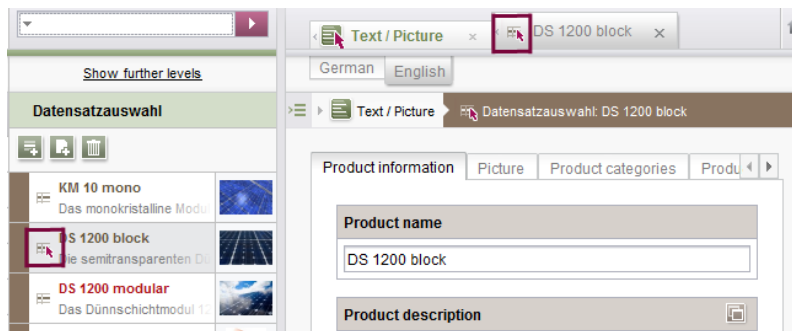 Text / Picture
DS 1200 block
Show further levels
German
English
Datensatzauswahl
Text / Picture
Datensatzauswahl: DS 1200 block
KM 10 mono
Das monokristalline Modu
DS 1200 block
Die semitransparenten
DS 1200 modular
Das Dünnschichtmodul
Product information
Picture
Product categories
Produ
Product name
DS 1200 block
Product description